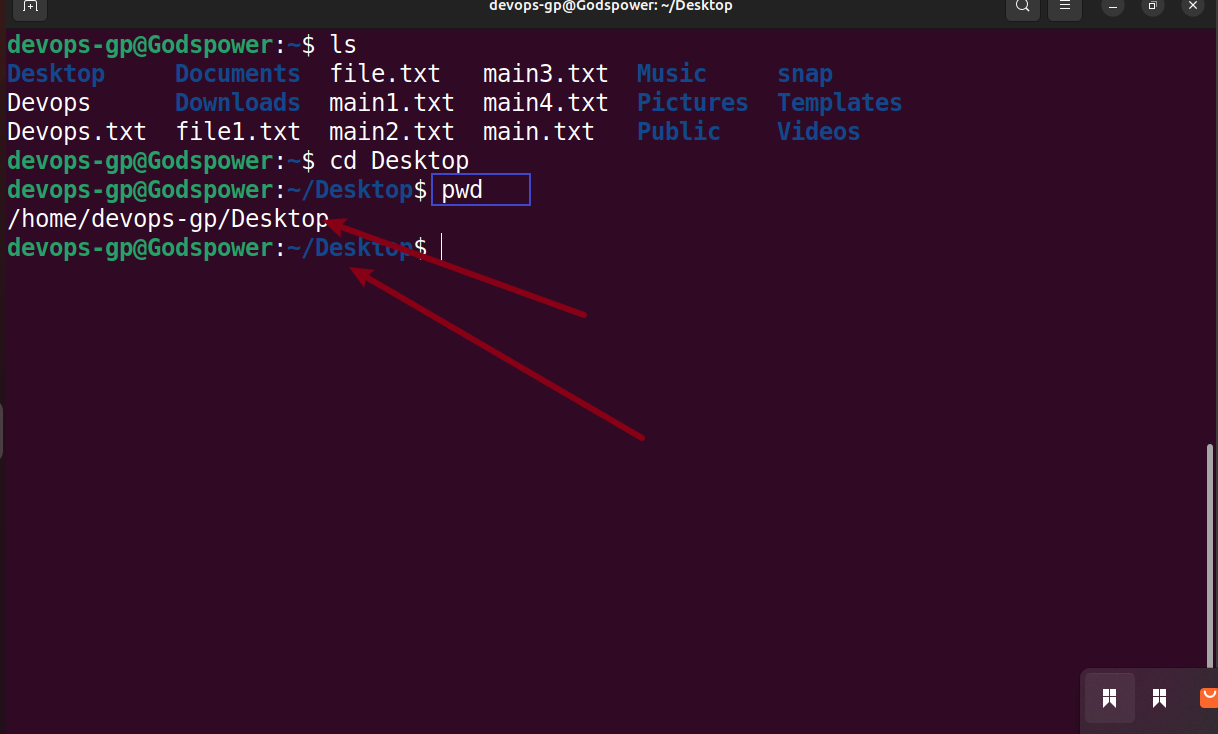 devops-gp@Godspower: ~/Desktop
devops-gp@Godspower:~$ ls
Desktop     Documents  file.txt   main3.txt  Music     snap
Devops      Downloads  main1.txt  main4.txt  Pictures  Templates
Devops.txt  file1.txt  main2.txt  main.txt   Public    Videos
devops-gp@Godspower:~$ cd Desktop
devops-gp@Godspower:~/Desktop$ pwd
/home/devops-gp/Desktop
devops-gp@Godspower:~/Desktop$